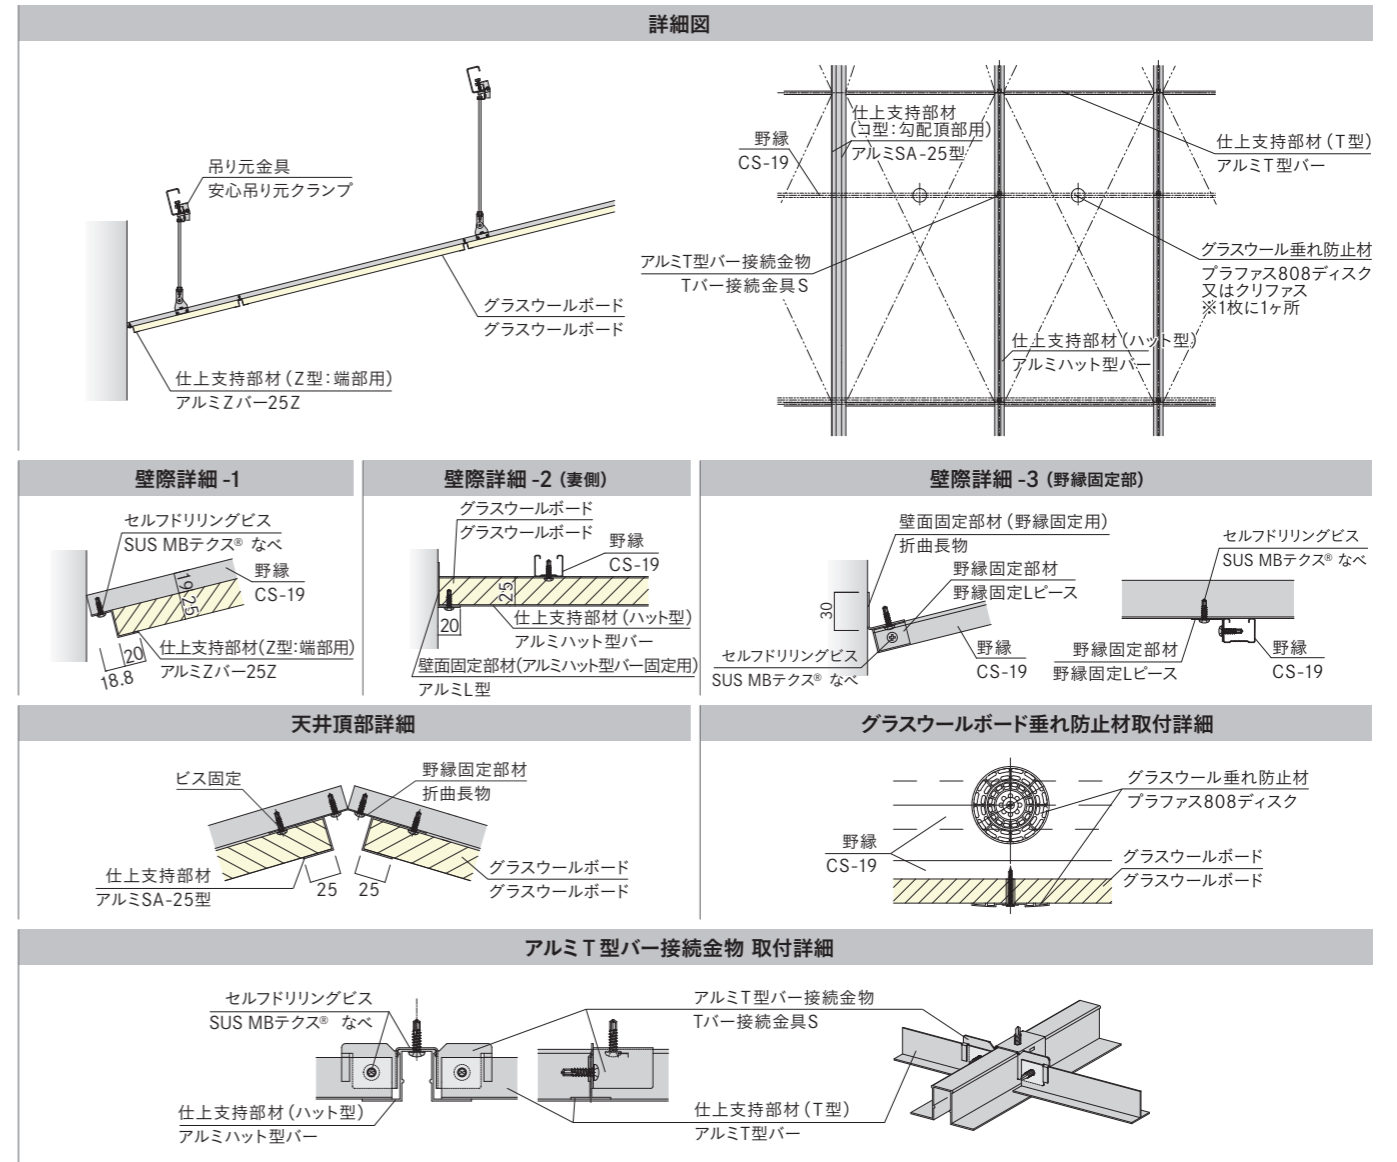 詳細図
吊り元金具
安心吊り元クランプ
グラスウールボード
グラスウールボード
仕上支持部材(Z型:端部用)
アルミZバー25Z
野縁
CS-19
仕上支持部材
(コ型:勾配頂部用)
アルミSA-25型
仕上支持部材(T型)
アルミT型バー
アルミT型バー接続金物
Tバー接続金具S
グラスウール垂れ防止材
プラファス808ディスク
又はクリファス
※1枚に1ヶ所
仕上支持部材(ハット型)
アルミハット型バー
壁際詳細-1
セルフドリリングビス
SUS MBテクス® なべ
野縁
CS-19
19
25
仕上支持部材(Z型:端部用)
アルミZバー25Z
20
18.8
壁際詳細-2(妻側)
グラスウールボード
グラスウールボード
野縁
CS-19
25
20
仕上支持部材(ハット型)
アルミハット型バー
壁面固定部材(アルミハット型バー固定用)
アルミL型
壁際詳細-3(野縁固定部)
壁面固定部材(野縁固定用)
折曲長物
野縁固定部材
野縁固定Lピース
30
セルフドリリングビス
SUS MBテクス® なべ
野縁
CS-19
セルフドリリングビス
SUS MBテクス® なべ
野縁固定部材
野縁固定Lピース
野縁
CS-19
天井頂部詳細
ビス固定
野縁固定部材
折曲長物
仕上支持部材
アルミSA-25型
25
25
グラスウールボード
グラスウールボード
グラスウールボード垂れ防止材取付詳細
グラスウール垂れ防止材
プラファス808ディスク
野縁
CS-19
グラスウールボード
グラスウールボード
アルミT型バー接続金物 取付詳細
セルフドリリングビス
SUS MBテクス® なべ
アルミT型バー接続金物
Tバー接続金具S
仕上支持部材(ハット型)
アルミハット型バー
仕上支持部材(T型)
アルミT型バー